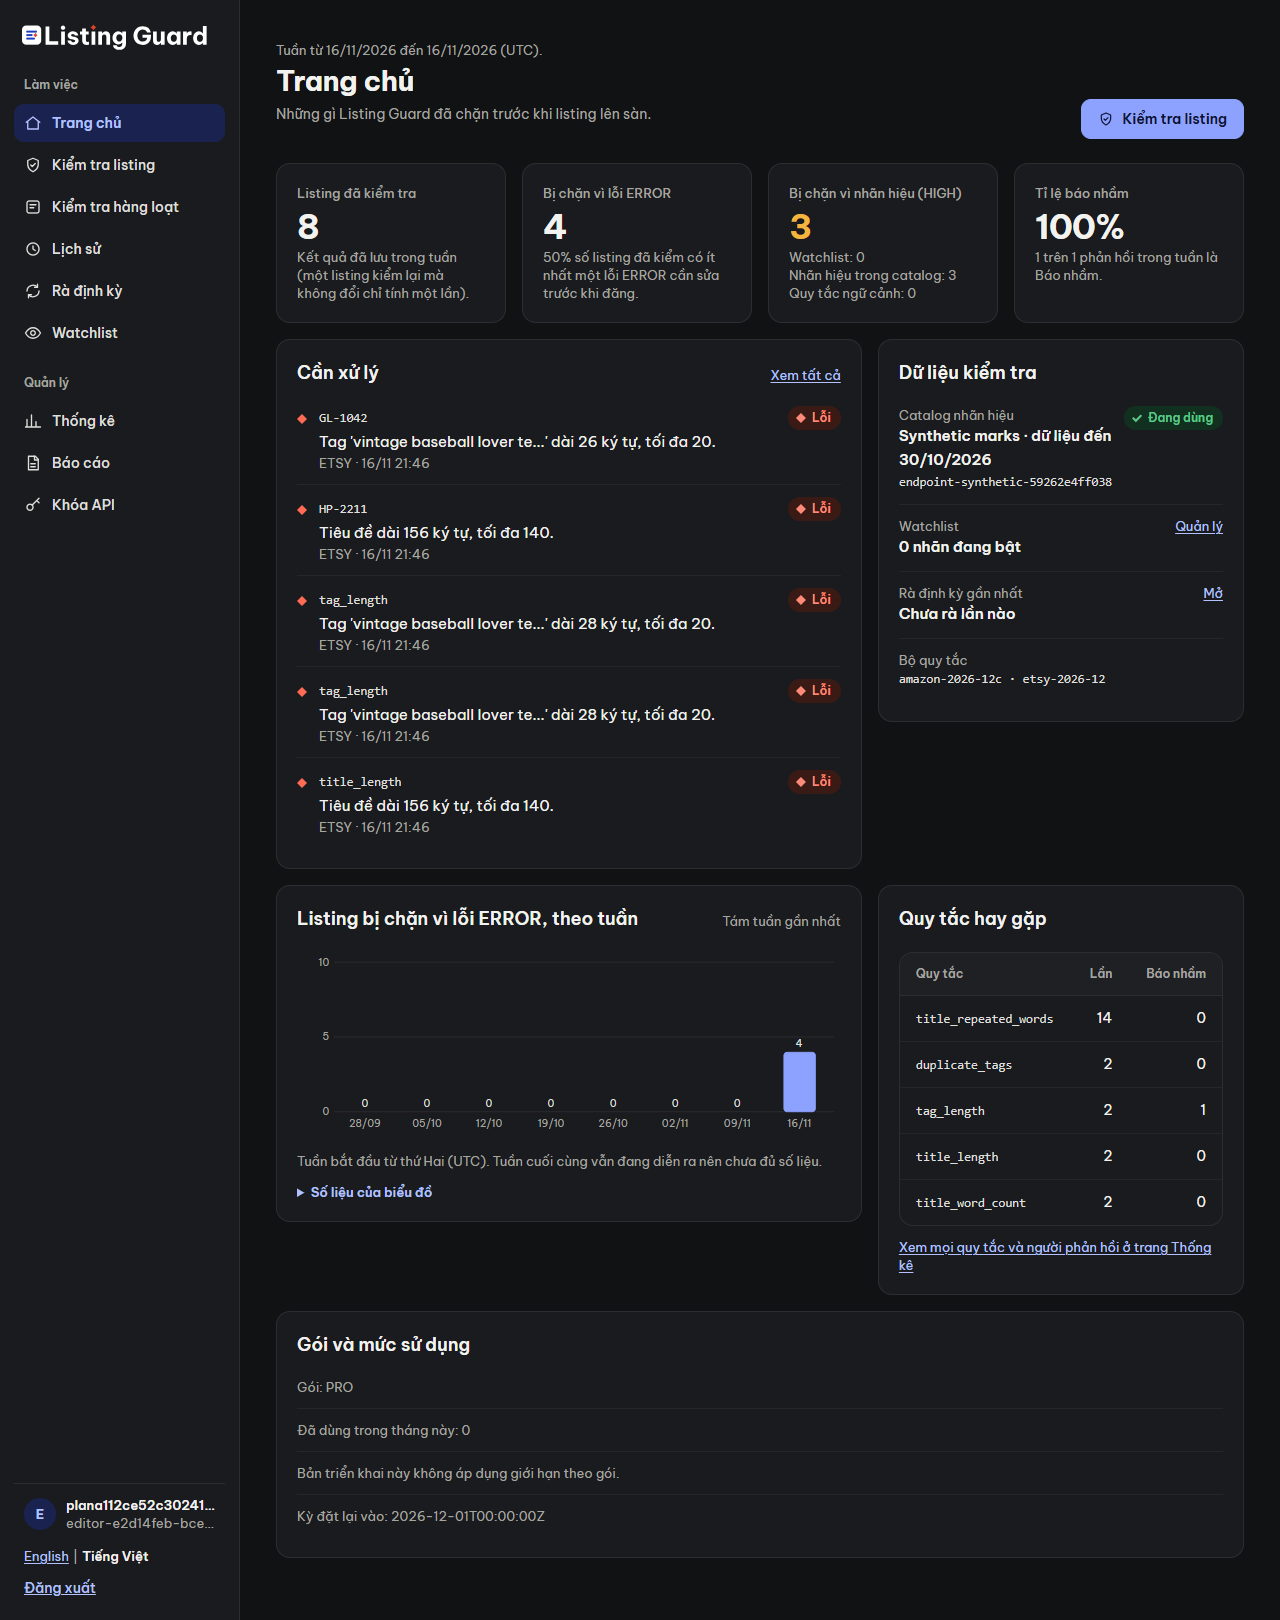 Listing Guard
Làm việc
Trang chủ
Kiểm tra listing
Kiểm tra hàng loạt
Lịch sử
Rà định kỳ
Watchlist
Quản lý
Thống kê
Báo cáo
Khóa API
E
plana112ce52c30241...
editor-e2d14feb-bce...
English | Tiếng Việt
Đăng xuất
Tuần từ 16/11/2026 đến 16/11/2026 (UTC).
Trang chủ
Những gì Listing Guard đã chặn trước khi listing lên sàn.
Kiểm tra listing
Listing đã kiểm tra
8
Kết quả đã lưu trong tuần
(một listing kiểm lại mà
không đổi chỉ tính một lần).
Bị chặn vì lỗi ERROR
4
50% số listing đã kiểm có ít
nhất một lỗi ERROR cần sửa
trước khi đăng.
Bị chặn vì nhãn hiệu (HIGH)
3
Watchlist: 0
Nhãn hiệu trong catalog: 3
Quy tắc ngữ cảnh: 0
Tỉ lệ báo nhầm
100%
1 trên 1 phản hồi trong tuần là
Báo nhầm.
Cần xử lý
Xem tất cả
GL-1042
Lỗi
Tag 'vintage baseball lover te...' dài 26 ký tự, tối đa 20.
ETSY · 16/11 21:46
HP-2211
Lỗi
Tiêu đề dài 156 ký tự, tối đa 140.
ETSY · 16/11 21:46
tag_length
Lỗi
Tag 'vintage baseball lover te...' dài 28 ký tự, tối đa 20.
ETSY · 16/11 21:46
tag_length
Lỗi
Tag 'vintage baseball lover te...' dài 28 ký tự, tối đa 20.
ETSY · 16/11 21:46
title_length
Lỗi
Tiêu đề dài 156 ký tự, tối đa 140.
ETSY · 16/11 21:46
Dữ liệu kiểm tra
Catalog nhãn hiệu
Đang dùng
Synthetic marks · dữ liệu đến
30/10/2026
endpoint-synthetic-59262e4ff038
Watchlist
Quản lý
0 nhãn đang bật
Rà định kỳ gần nhất
Mở
Chưa rà lần nào
Bộ quy tắc
amazon-2026-12c · etsy-2026-12
Listing bị chặn vì lỗi ERROR, theo tuần
Tám tuần gần nhất
10
5
0
0 0 0 0 0 0 0 4
28/09 05/10 12/10 19/10 26/10 02/11 09/11 16/11
Tuần bắt đầu từ thứ Hai (UTC). Tuần cuối cùng vẫn đang diễn ra nên chưa đủ số liệu.
Số liệu của biểu đồ
Quy tắc hay gặp
Quy tắc Lần Báo nhầm
title_repeated_words 14 0
duplicate_tags 2 0
tag_length 2 1
title_length 2 0
title_word_count 2 0
Xem mọi quy tắc và người phản hồi ở trang Thống
kê
Gói và mức sử dụng
Gói: PRO
Đã dùng trong tháng này: 0
Bản triển khai này không áp dụng giới hạn theo gói.
Kỳ đặt lại vào: 2026-12-01T00:00:00Z